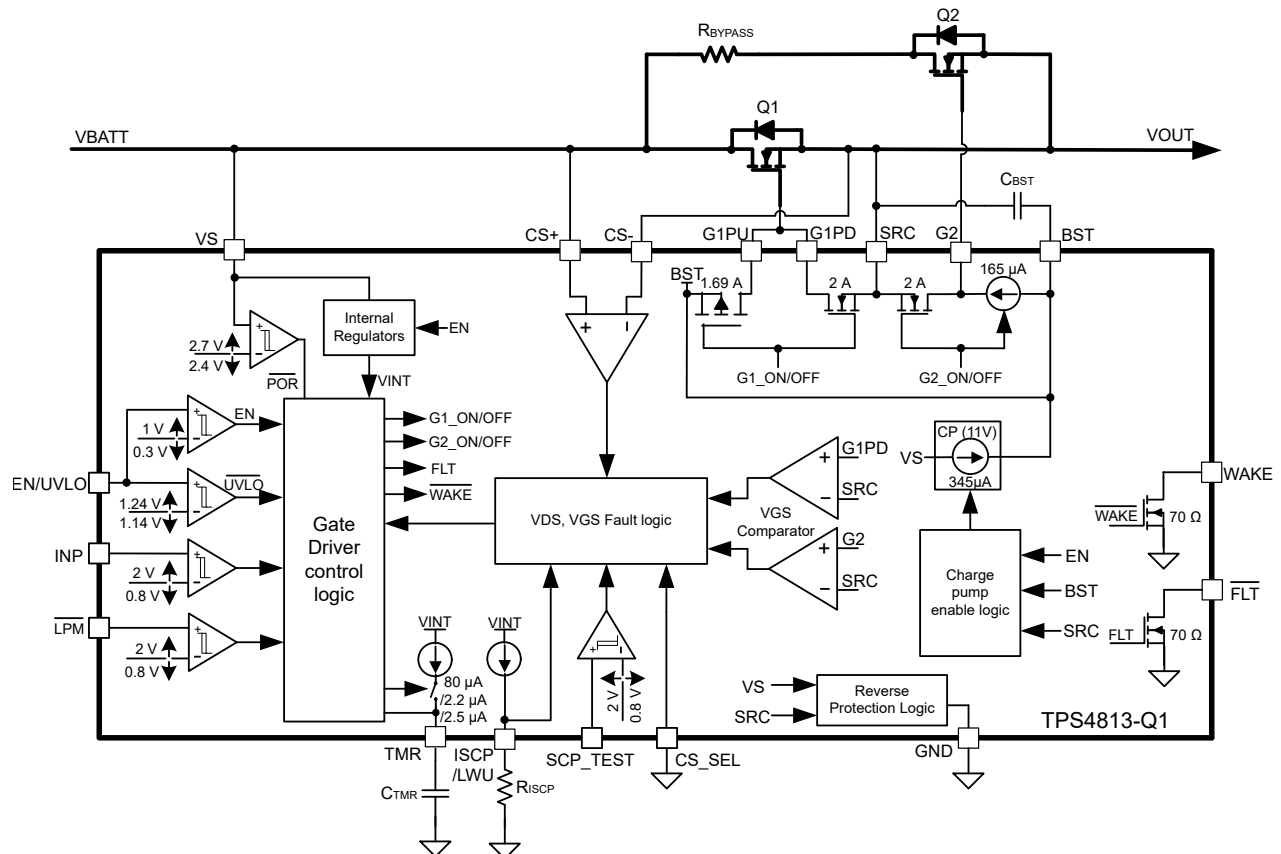 Q2
RBYPASS
Q1
VBATT
VOUT
CBST
VS
CS+
CS-
G1PU
G1PD
SRC
G2
BST
BST
1.69 A
2 A
2 A
165 µA
Internal
Regulators
EN
+
–
2.7 V
2.4 V
POR
VINT
G1_ON/OFF
G2_ON/OFF
EN
1 V
0.3 V
G1_ON/OFF
G2_ON/OFF
FLT
WAKE
CP (11V)
VS
345µA
EN/UVLO
UVLO
1.24 V
1.14 V
Gate
Driver
control
logic
VDS, VGS Fault logic
+
–
G1PD
SRC
VGS
Comparator
+
–
G2
SRC
WAKE
WAKE
70 Ω
INP
2 V
0.8 V
Charge
pump
enable logic
EN
BST
SRC
FLT
FLT
70 Ω
LPM
2 V
0.8 V
VINT
VINT
80 µA
/2.2 µA
/2.5 µA
2 V
0.8 V
VS
SRC
Reverse
Protection Logic
TPS4813-Q1
TMR
ISCP
/LWU
SCP_TEST
CS_SEL
GND
CTMR
RISCP